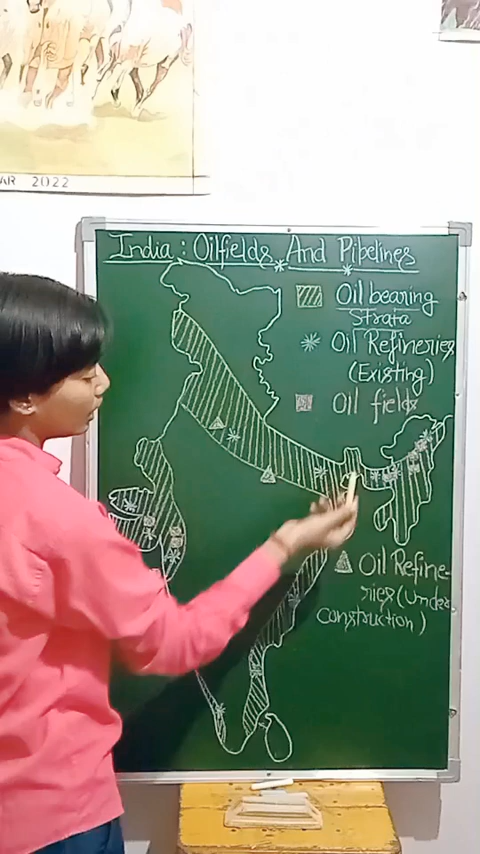 AR 2022
India : Oilfields And Pipelines
Oil bearing
Strata
Oil Refineries
(Existing)
Oil fields
Oil Refine-
ries (Under
construction)